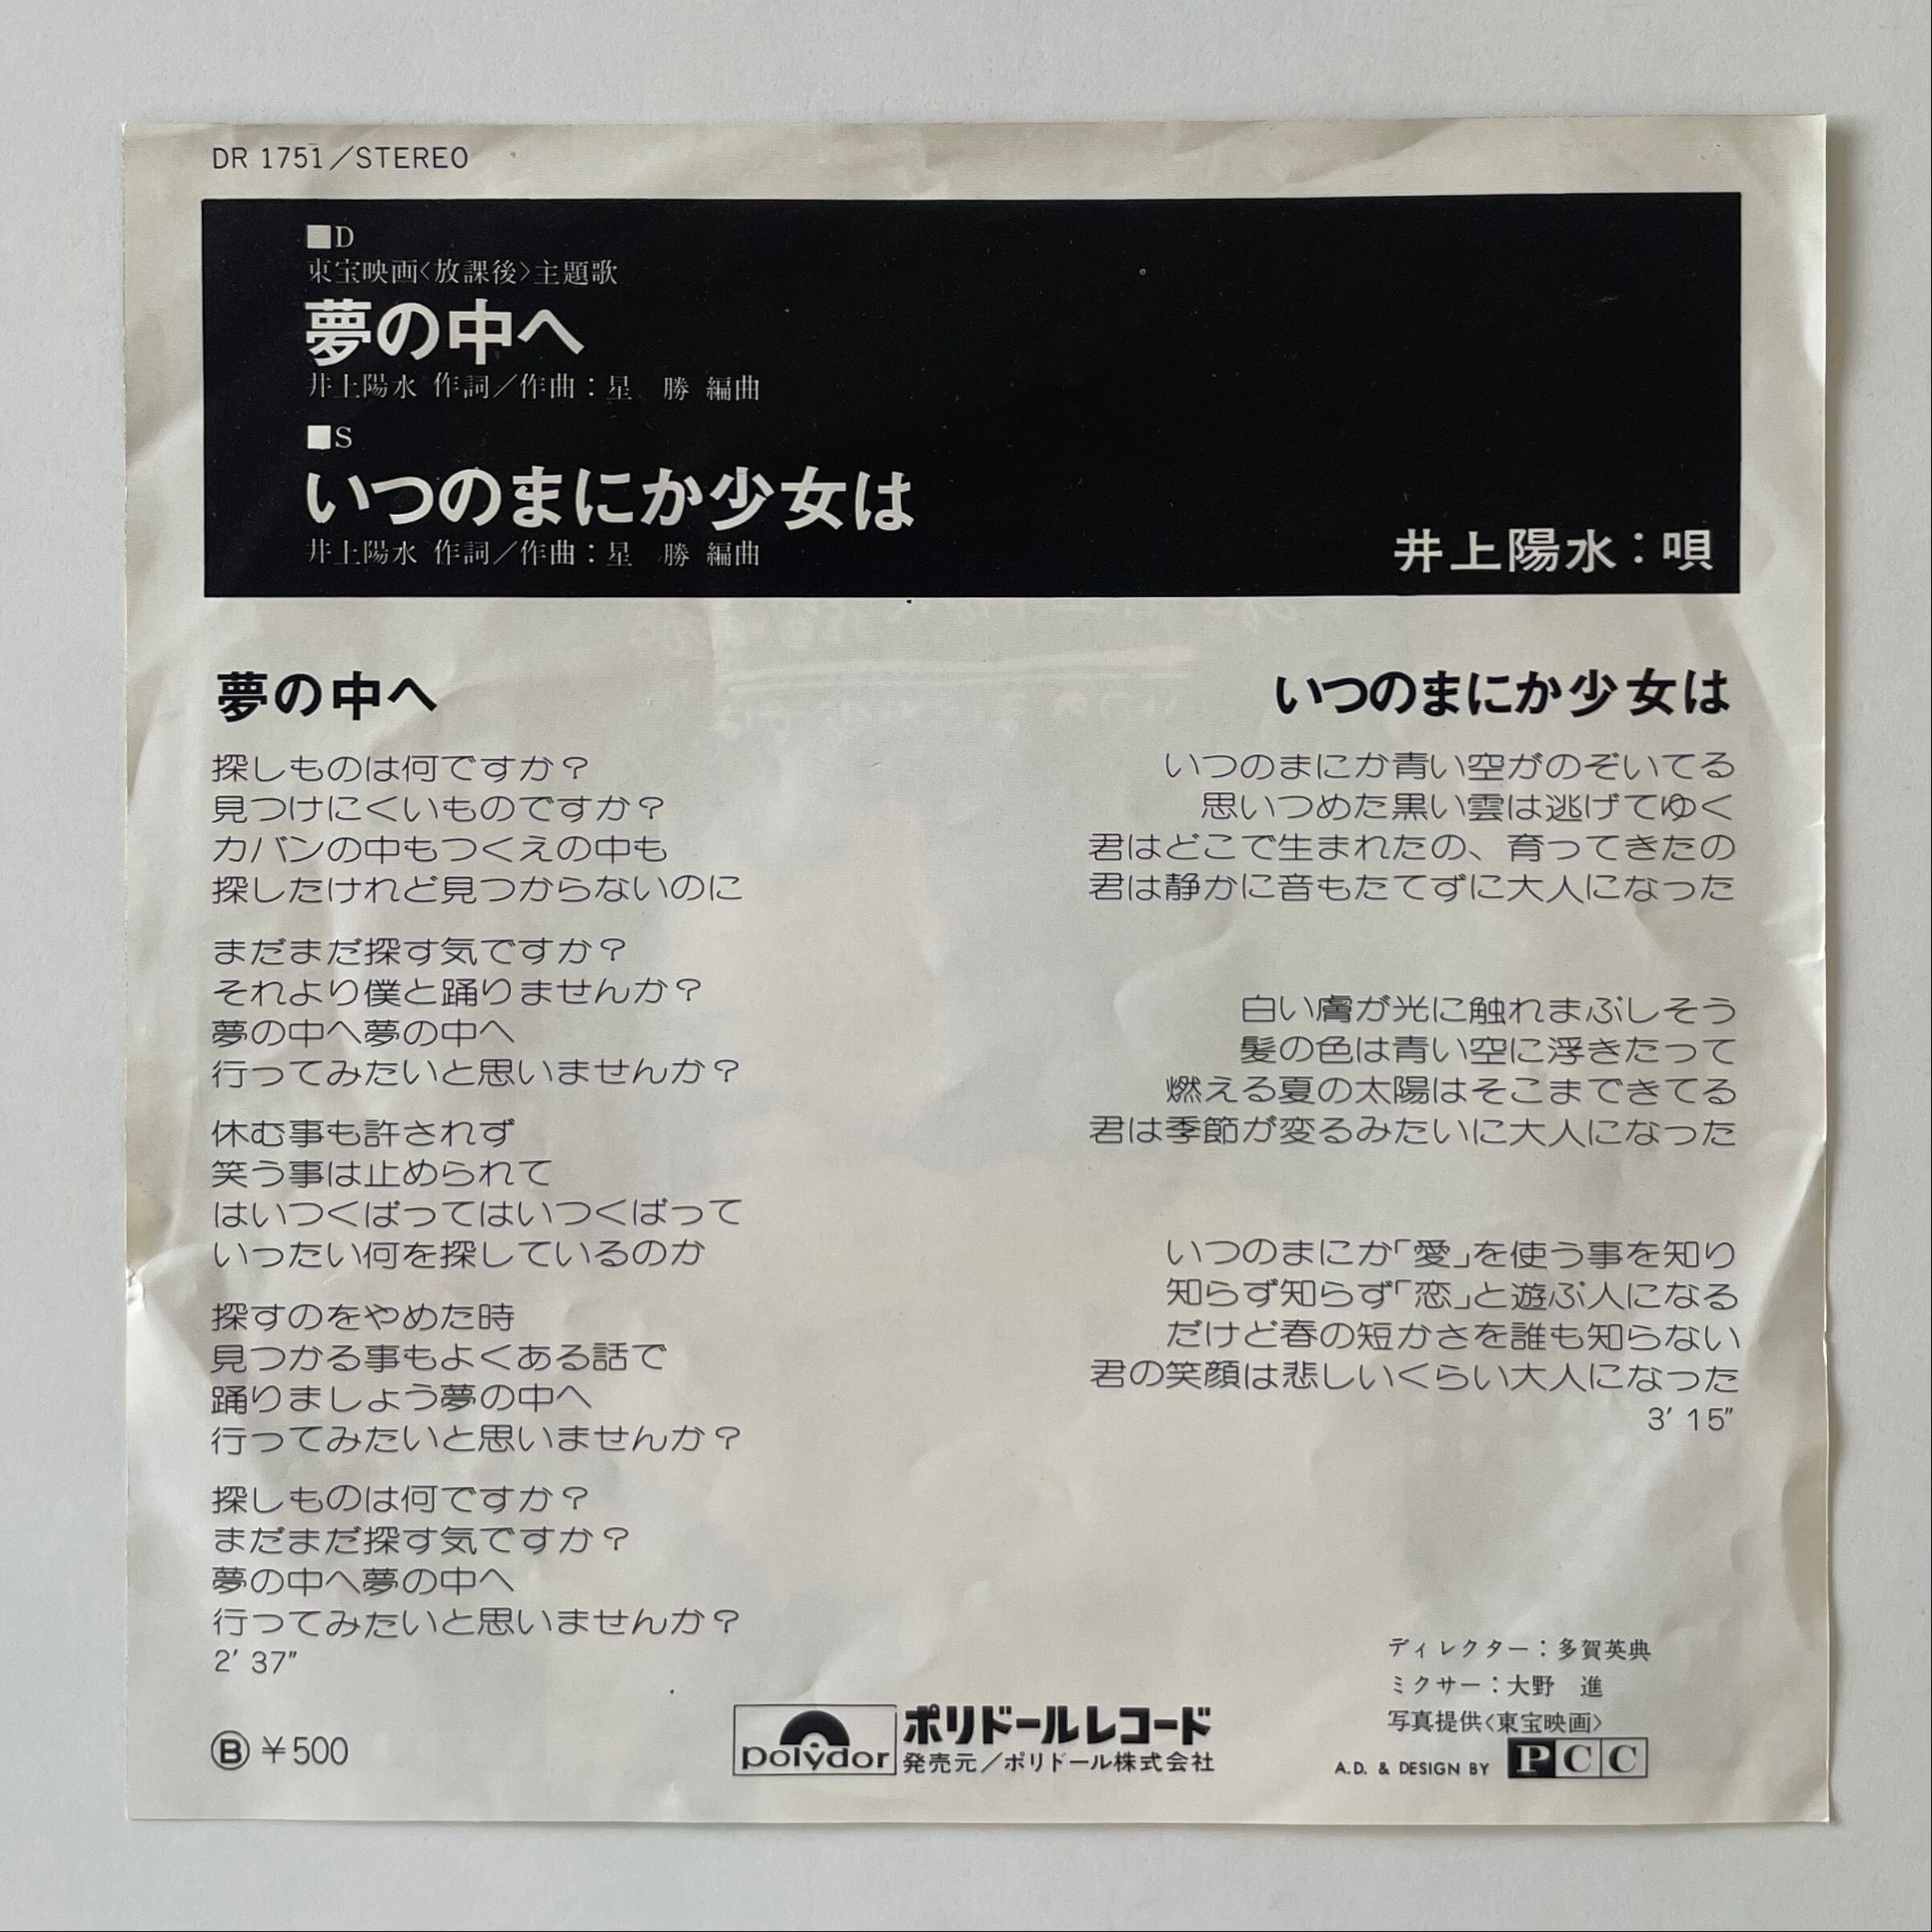 DR 1751／STEREO
■D
東宝映画〈放課後〉主題歌
夢の中へ
井上陽水 作詞／作曲：星　勝 編曲
■S
いつのまにか少女は
井上陽水 作詞／作曲：星　勝 編曲
井上陽水：唄
夢の中へ
探しものは何ですか？
見つけにくいものですか？
カバンの中もつくえの中も
探したけれど見つからないのに
まだまだ探す気ですか？
それより僕と踊りませんか？
夢の中へ夢の中へ
行ってみたいと思いませんか？
休む事も許されず
笑う事は止められて
はいつくばってはいつくばって
いったい何を探しているのか
探すのをやめた時
見つかる事もよくある話で
踊りましょう夢の中へ
行ってみたいと思いませんか？
探しものは何ですか？
まだまだ探す気ですか？
夢の中へ夢の中へ
行ってみたいと思いませんか？
2′ 37″
いつのまにか少女は
いつのまにか青い空がのぞいてる
思いつめた黒い雲は逃げてゆく
君はどこで生まれたの、育ってきたの
君は静かに音もたてずに大人になった
白い膚が光に触れまぶしそう
髪の色は青い空に浮きたって
燃える夏の太陽はそこまできてる
君は季節が変るみたいに大人になった
いつのまにか「愛」を使う事を知り
知らず知らず「恋」と遊ぶ人になる
だけど春の短かさを誰も知らない
君の笑顔は悲しいくらい大人になった
3′ 15″
ディレクター：多賀英典
ミクサー：大野　進
写真提供〈東宝映画〉
A.D. & DESIGN BY PCC
Ⓑ ￥500
polydor
ポリドールレコード
発売元／ポリドール株式会社